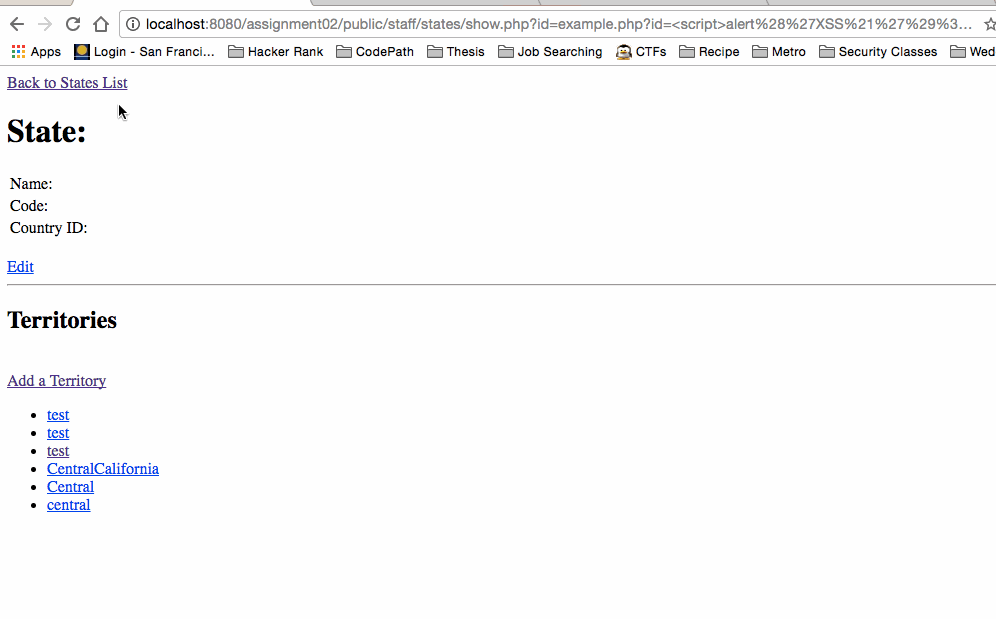 localhost:8080/assignment02/public/staff/states/show.php?id=example.php?id=<script>alert%28%27XSS%21%27%29%3...
Apps Login - San Franci... Hacker Rank CodePath Thesis Job Searching CTFs Recipe Metro Security Classes Wed
Back to States List
State:
Name:
Code:
Country ID:
Edit
Territories
Add a Territory
test
test
test
CentralCalifornia
Central
central